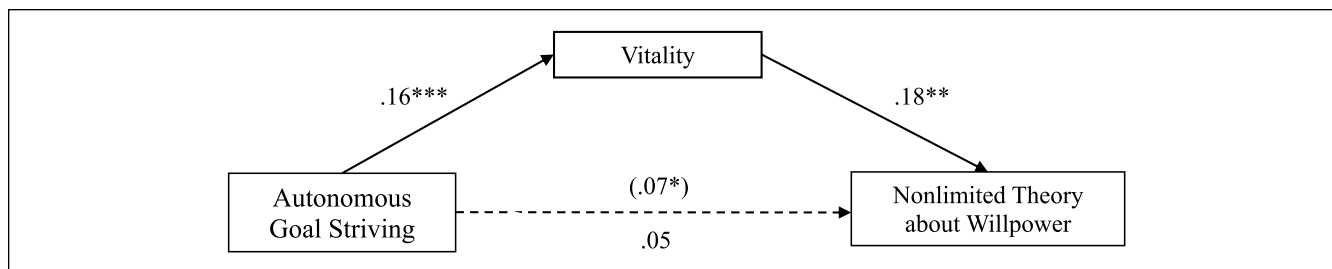 Vitality
.16***
.18**
Autonomous
Goal Striving
(.07*)
.05
Nonlimited Theory
about Willpower